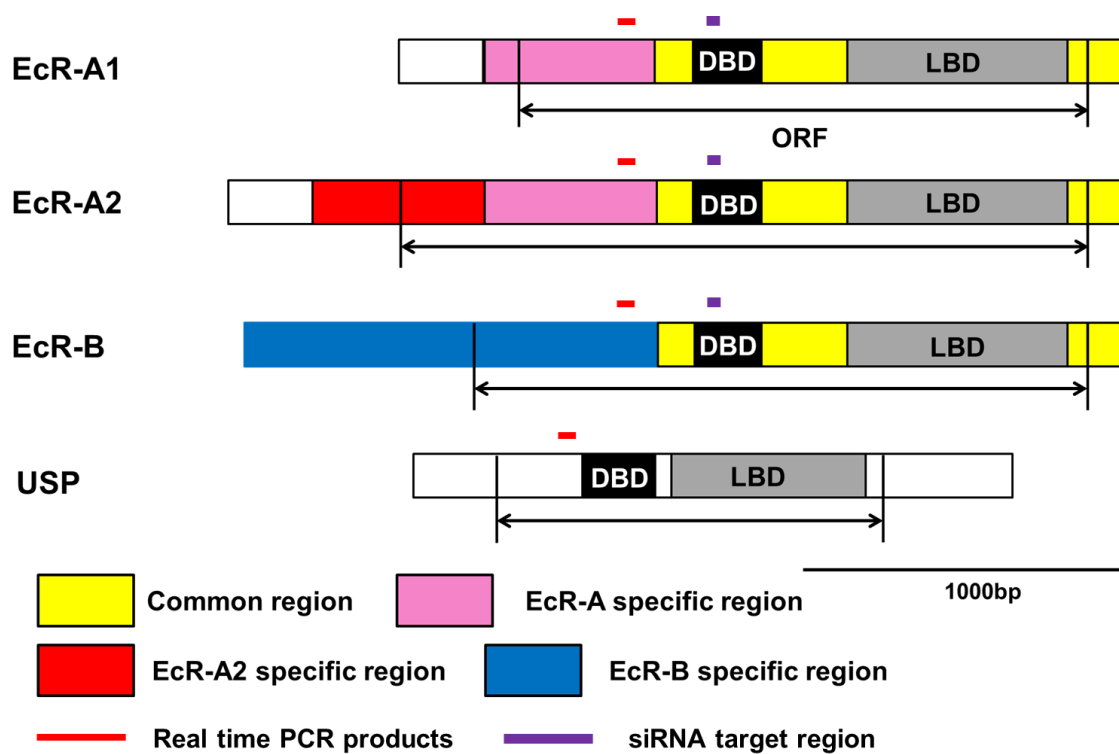 EcR-A1
DBD
LBD
ORF
EcR-A2
DBD
LBD
EcR-B
DBD
LBD
USP
DBD
LBD
1000bp
Common region
EcR-A specific region
EcR-A2 specific region
EcR-B specific region
Real time PCR products
siRNA target region